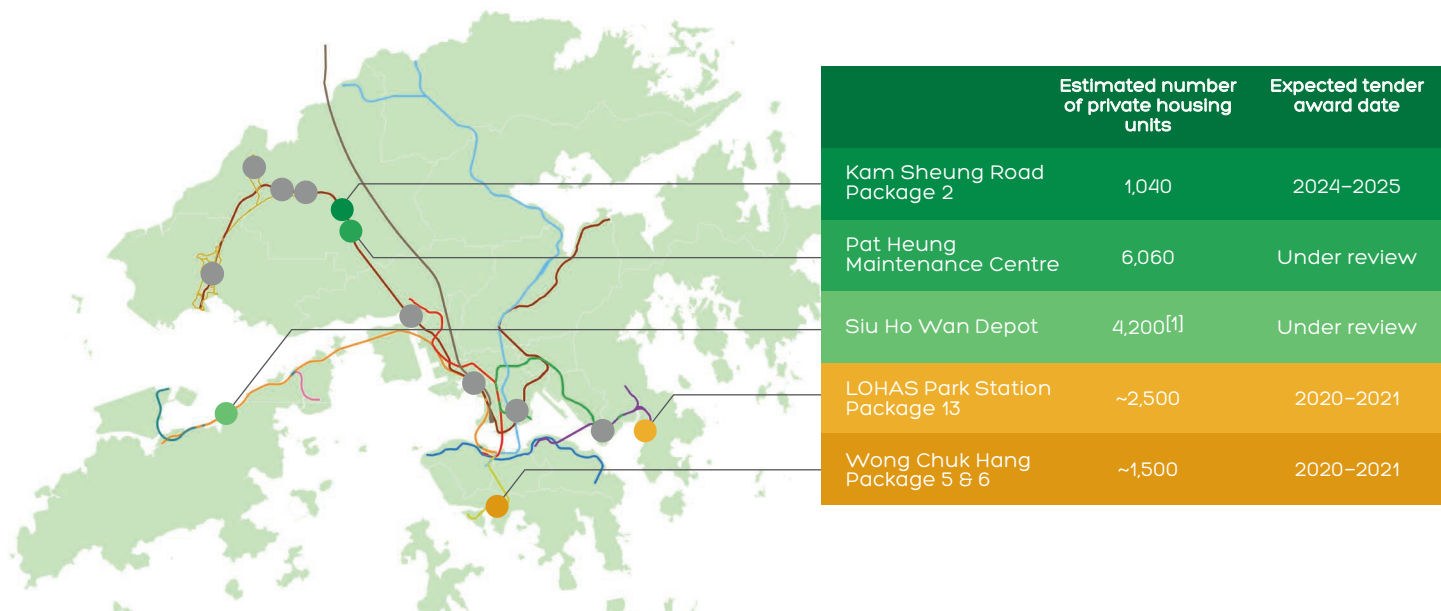 Estimated number
of private housing
units
Expected tender
award date
Kam Sheung Road
Package 2
1,040
2024–2025
Pat Heung
Maintenance Centre
6,060
Under review
Siu Ho Wan Depot
4,200[1]
Under review
LOHAS Park Station
Package 13
~2,500
2020–2021
Wong Chuk Hang
Package 5 & 6
~1,500
2020–2021